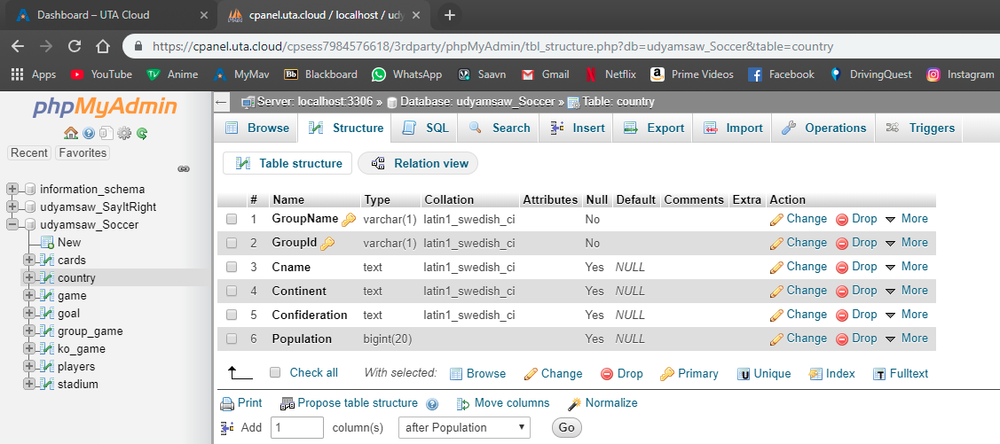 Dashboard – UTA Cloud
cpanel.uta.cloud / localhost / udy
https://cpanel.uta.cloud/cpsess7984576618/3rdparty/phpMyAdmin/tbl_structure.php?db=udyamsaw_Soccer&table=country
Apps YouTube Anime MyMav Bb Blackboard WhatsApp Saavn Gmail Netflix Prime Videos Facebook DrivingQuest Instagram
phpMyAdmin
Recent Favorites
information_schema
udyamsaw_SayItRight
udyamsaw_Soccer
New
cards
country
game
goal
group_game
ko_game
players
stadium
Server: localhost:3306 » Database: udyamsaw_Soccer » Table: country
Browse Structure SQL Search Insert Export Import Operations Triggers
Table structure Relation view
# Name Type Collation Attributes Null Default Comments Extra Action
1 GroupName varchar(1) latin1_swedish_ci No Change Drop More
2 GroupId varchar(1) latin1_swedish_ci No Change Drop More
3 Cname text latin1_swedish_ci Yes NULL Change Drop More
4 Continent text latin1_swedish_ci Yes NULL Change Drop More
5 Confideration text latin1_swedish_ci Yes NULL Change Drop More
6 Population bigint(20) Yes NULL Change Drop More
Check all With selected: Browse Change Drop Primary Unique Index Fulltext
Print Propose table structure Move columns Normalize
Add 1 column(s) after Population Go